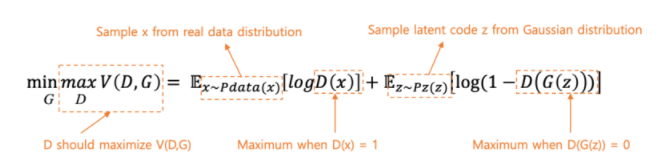 Sample x from real data distribution
Sample latent code z from Gaussian distribution
min max V(D, G) = 𝔼x~Pdata(x)[logD(x)] + 𝔼z~Pz(z)[log(1 − D(G(z)))]
G D
D should maximize V(D,G)
Maximum when D(x) = 1
Maximum when D(G(z)) = 0